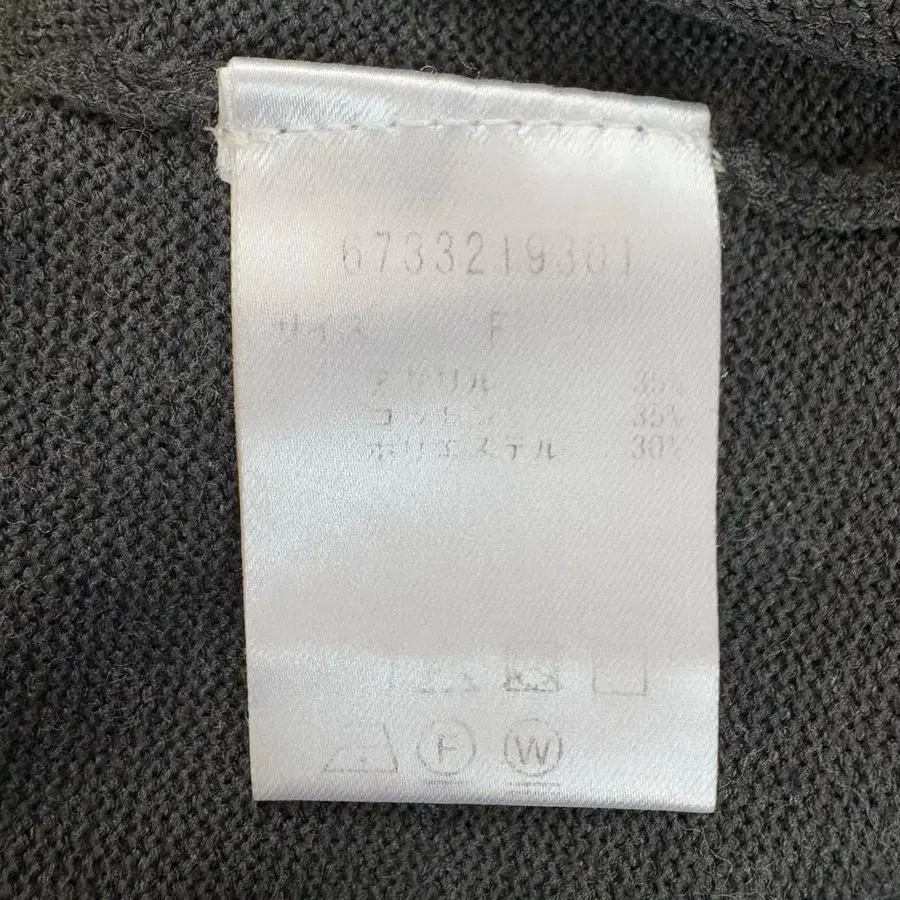 6733219301
サイズ F
アクリル 35%
コットン 35%
ポリエステル 30%
F W